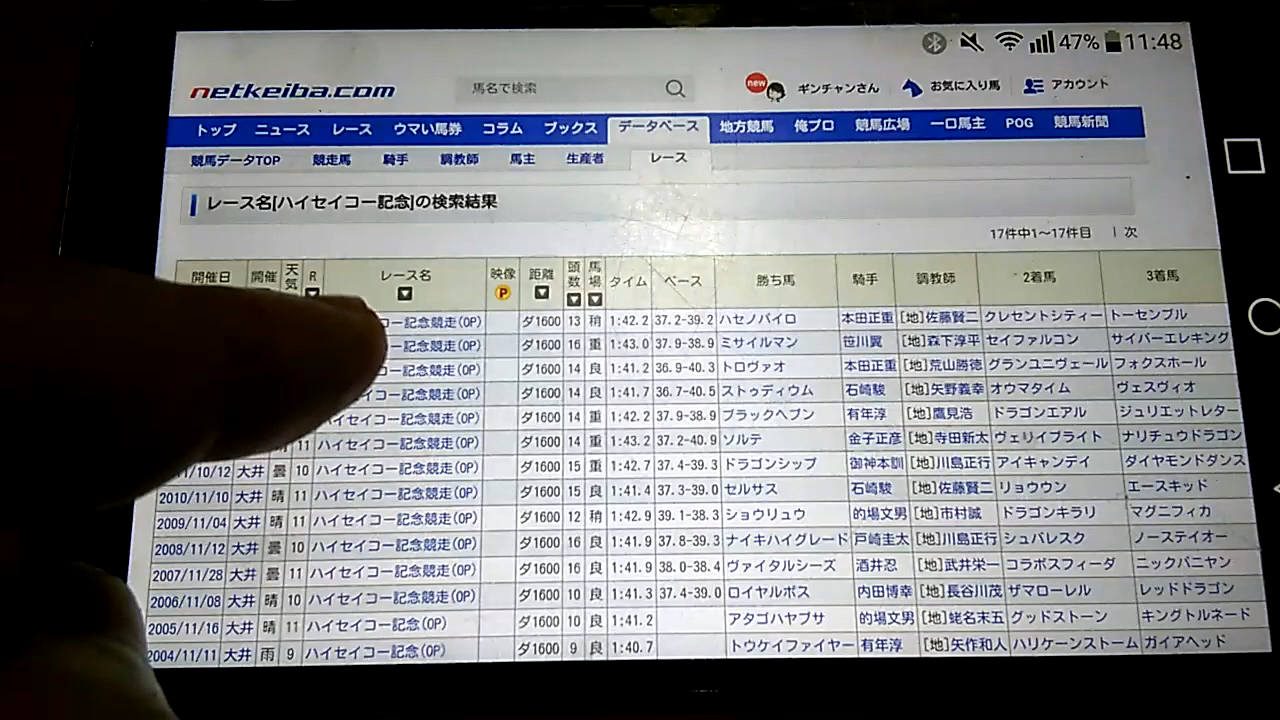 47% 11:48
netkeiba.com 馬名で検索 new ギンチャンさん お気に入り馬 アカウント
トップ ニュース レース ウマい馬券 コラム ブックス データベース 地方競馬 俺プロ 競馬広場 一口馬主 POG 競馬新聞
競馬データTOP 競走馬 騎手 調教師 馬主 生産者 レース
レース名[ハイセイコー記念]の検索結果
17件中1~17件目 | 次
開催日 開催 天気 R レース名 映像 P 距離 頭数 馬場 タイム ペース 勝ち馬 騎手 調教師 2着馬 3着馬
コー記念競走(OP) ダ1600 13 稍 1:42.2 37.2-39.2 ハセノパイロ 本田正重 [地]佐藤賢二 クレセントシティー トーセンブル
コー記念競走(OP) ダ1600 16 重 1:43.0 37.9-38.9 ミサイルマン 笹川翼 [地]森下淳平 セイファルコン サイバーエレキング
コー記念競走(OP) ダ1600 14 良 1:41.2 36.9-40.3 トロヴァオ 本田正重 [地]荒山勝徳 グランユニヴェール フォクスホール
イコー記念競走(OP) ダ1600 14 良 1:41.7 36.7-40.5 ストゥディウム 石崎駿 [地]矢野義幸 オウマタイム ヴェスヴィオ
イセイコー記念競走(OP) ダ1600 14 重 1:42.2 37.9-38.9 ブラックヘブン 有年淳 [地]鷹見浩 ドラゴンエアル ジュリエットレター
11 ハイセイコー記念競走(OP) ダ1600 14 重 1:43.2 37.2-40.9 ソルテ 金子正彦 [地]寺田新太 ヴェリイブライト ナリチュウドラゴン
1/10/12 大井 曇 10 ハイセイコー記念競走(OP) ダ1600 15 重 1:42.7 37.4-39.3 ドラゴンシップ 御神本訓 [地]川島正行 アイキャンデイ ダイヤモンドダンス
2010/11/10 大井 晴 11 ハイセイコー記念競走(OP) ダ1600 15 良 1:41.4 37.3-39.0 セルサス 石崎駿 [地]佐藤賢二 リョウウン エースキッド
2009/11/04 大井 晴 11 ハイセイコー記念競走(OP) ダ1600 12 稍 1:42.9 39.1-38.3 ショウリュウ 的場文男 [地]市村誠 ドラゴンキラリ マグニフィカ
2008/11/12 大井 曇 10 ハイセイコー記念競走(OP) ダ1600 16 良 1:41.9 37.8-39.3 ナイキハイグレード 戸崎圭太 [地]川島正行 シュバレスク ノーステイオー
2007/11/28 大井 曇 11 ハイセイコー記念競走(OP) ダ1600 16 良 1:41.9 38.0-38.4 ヴァイタルシーズ 酒井忍 [地]武井栄一 コラボスフィーダ ニックバニヤン
2006/11/08 大井 晴 10 ハイセイコー記念競走(OP) ダ1600 10 良 1:41.3 37.4-39.0 ロイヤルボス 内田博幸 [地]長谷川茂 ザマローレル レッドドラゴン
2005/11/16 大井 晴 11 ハイセイコー記念(OP) ダ1600 10 良 1:41.2 アタゴハヤブサ 的場文男 [地]蛯名末五 グッドストーン キングトルネード
2004/11/11 大井 雨 9 ハイセイコー記念(OP) ダ1600 9 良 1:40.7 トウケイファイヤー 有年淳 [地]矢作和人 ハリケーンストーム ガイアヘッド